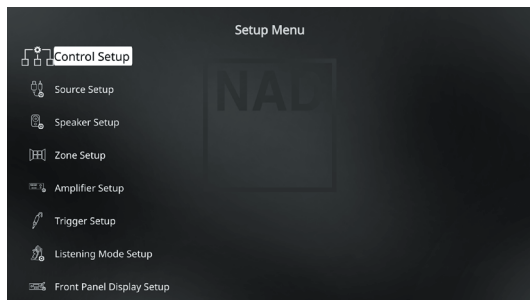 Setup Menu
Control Setup
NAD
Source Setup
Speaker Setup
Zone Setup
Amplifier Setup
Trigger Setup
Listening Mode Setup
Front Panel Display Setup